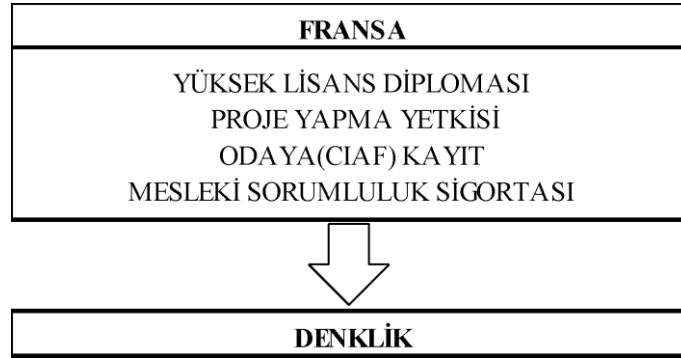 FRANSA
YÜKSEK LİSANS DİPLOMASI
PROJE YAPMA YETKİSİ
ODAYA(CIAF) KAYIT
MESLEKİ SORUMLULUK SİGORTASI
DENKLİK